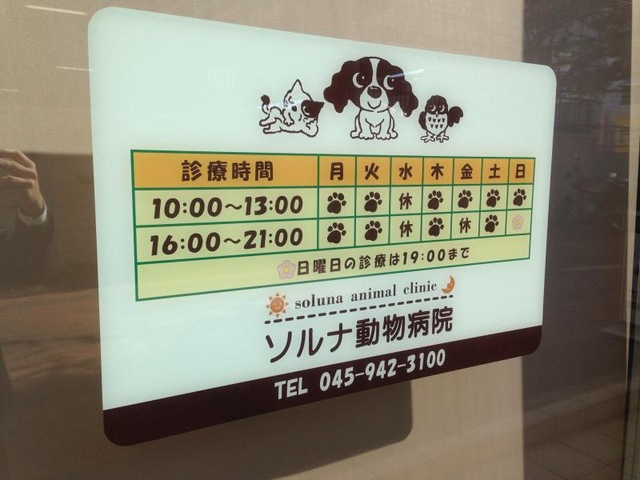 診療時間 月 火 水 木 金 土 日
10:00～13:00 休
16:00～21:00 休 休
日曜日の診療は19:00まで
soluna animal clinic
ソルナ動物病院
TEL 045-942-3100